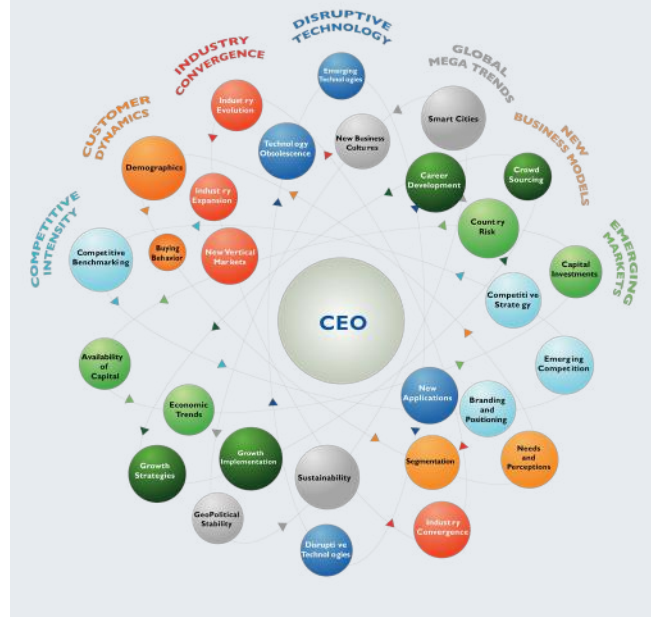 DISRUPTIVE
TECHNOLOGY
INDUSTRY
CONVERGENCE
GLOBAL
MEGA TRENDS
CUSTOMER
DYNAMICS
NEW
BUSINESS MODELS
COMPETITIVE
INTENSITY
EMERGING
MARKETS
Emerging
Technologies
Industry
Evolution
Smart Cities
Technology
Obsolescence
New Business
Cultures
Demographics
Career
Development
Crowd
Sourcing
Industry
Expansion
Country
Risk
Competitive
Benchmarking
Buying
Behavior
New Vertical
Markets
Capital
Investments
Competitive
Strategy
CEO
Availability
of
Capital
Emerging
Competition
Economic
Trends
New
Applications
Branding
and
Positioning
Growth
Strategies
Growth
Implementation
Sustainability
Segmentation
Needs
and
Perceptions
GeoPolitical
Stability
Industry
Convergence
Disruptive
Technologies